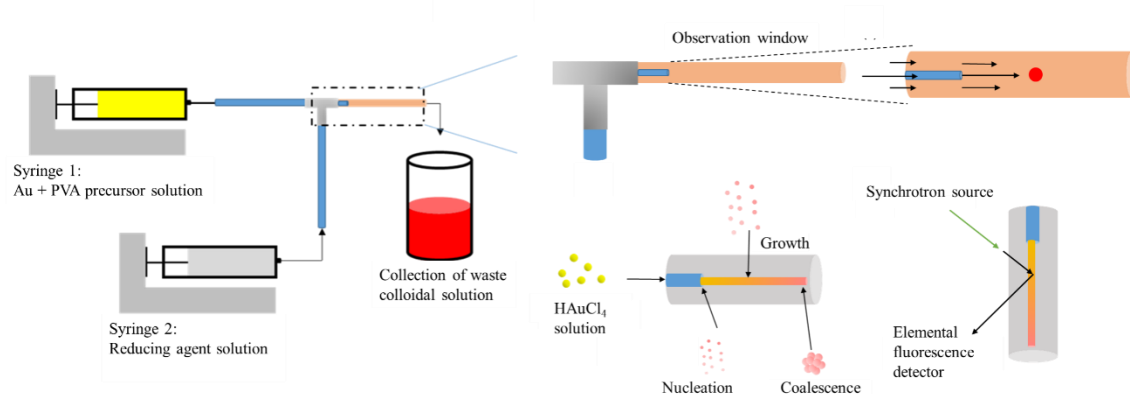 Syringe 1:
Au + PVA precursor solution
Syringe 2:
Reducing agent solution
Collection of waste
colloidal solution
Observation window
HAuCl₄
solution
Growth
Nucleation
Coalescence
Synchrotron source
Elemental
fluorescence
detector